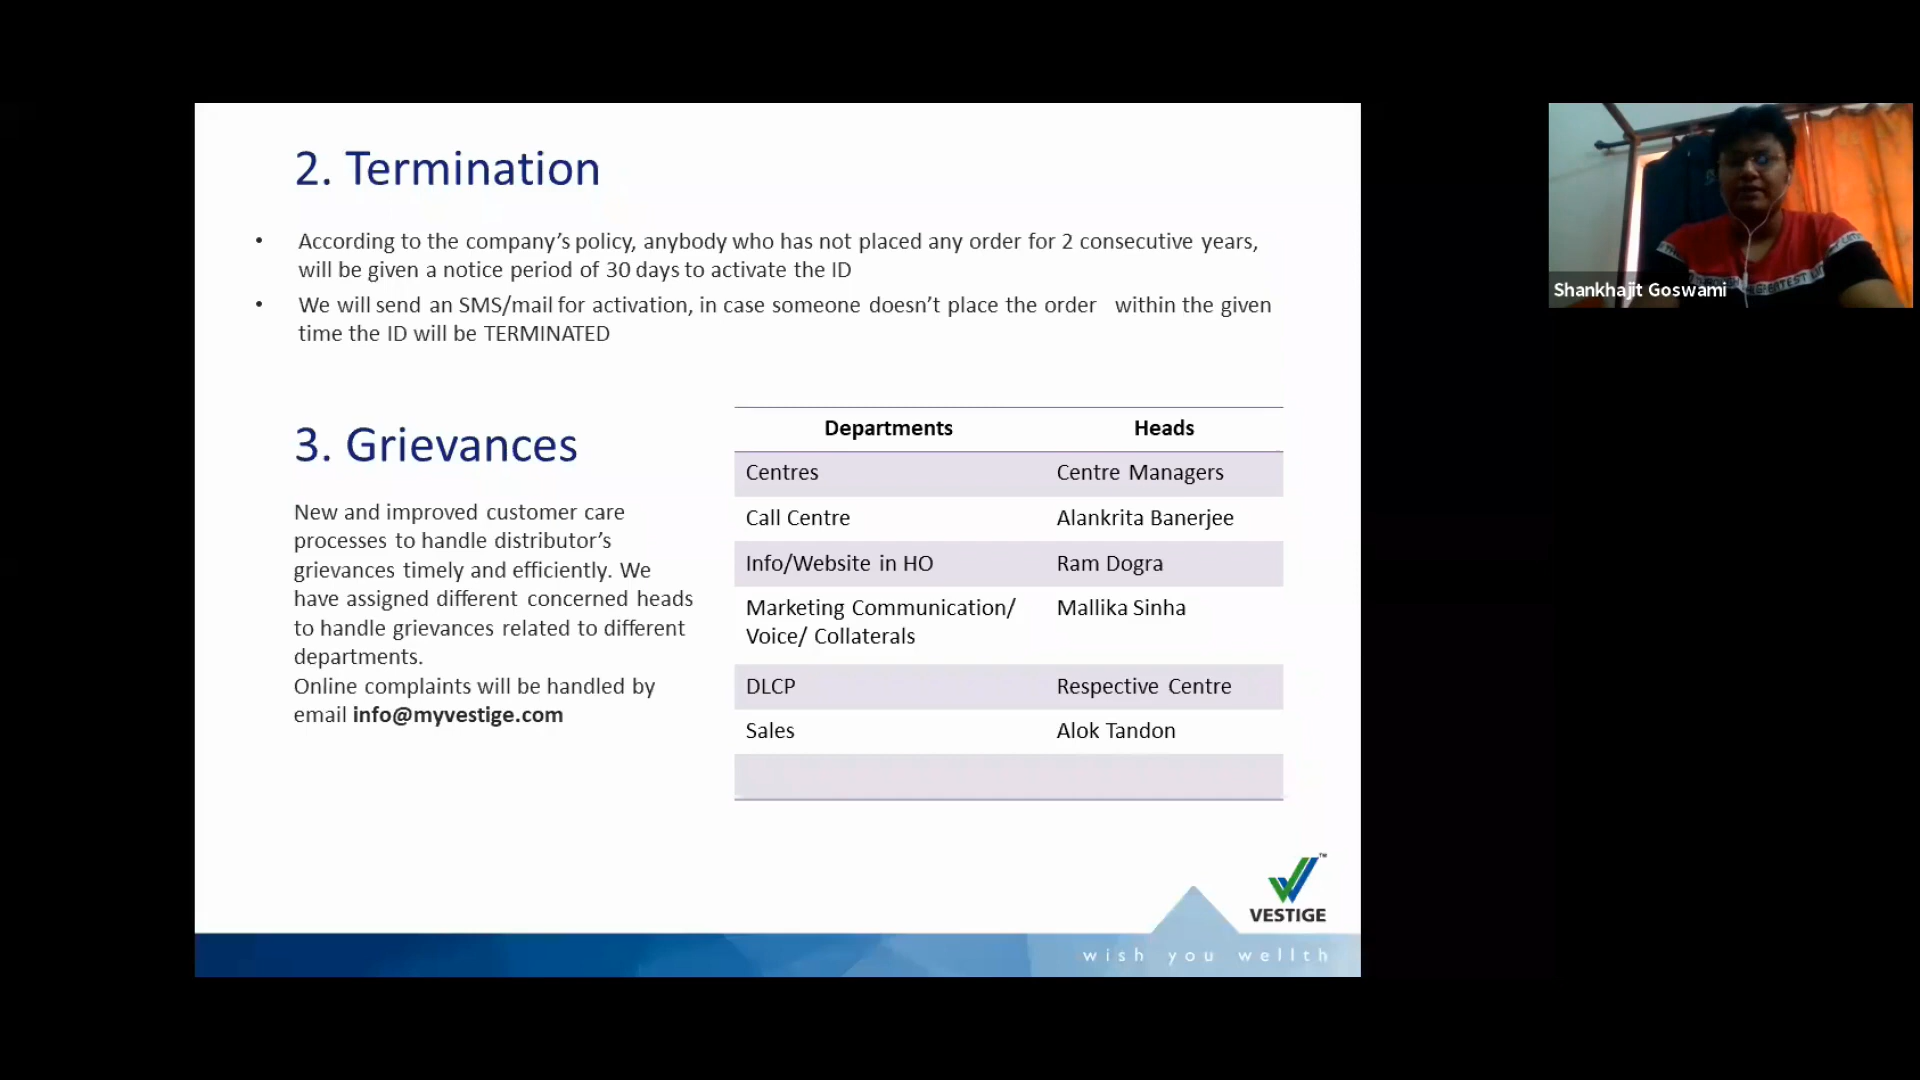 2. Termination
• According to the company's policy, anybody who has not placed any order for 2 consecutive years,
will be given a notice period of 30 days to activate the ID
• We will send an SMS/mail for activation, in case someone doesn't place the order within the given
time the ID will be TERMINATED
3. Grievances
New and improved customer care
processes to handle distributor's
grievances timely and efficiently. We
have assigned different concerned heads
to handle grievances related to different
departments.
Online complaints will be handled by
email info@myvestige.com
Departments Heads
Centres Centre Managers
Call Centre Alankrita Banerjee
Info/Website in HO Ram Dogra
Marketing Communication/ Mallika Sinha
Voice/ Collaterals
DLCP Respective Centre
Sales Alok Tandon
TM
VESTIGE
wish you wellth
Shankhajit Goswami